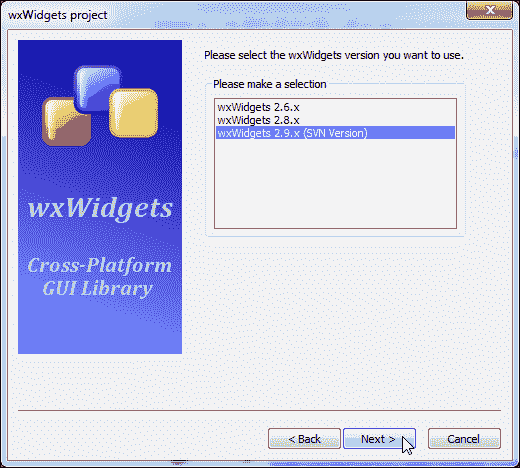 wxWidgets project
Please select the wxWidgets version you want to use.
Please make a selection
wxWidgets 2.6.x
wxWidgets 2.8.x
wxWidgets 2.9.x (SVN Version)
wxWidgets
Cross-Platform
GUI Library
< Back
Next >
Cancel